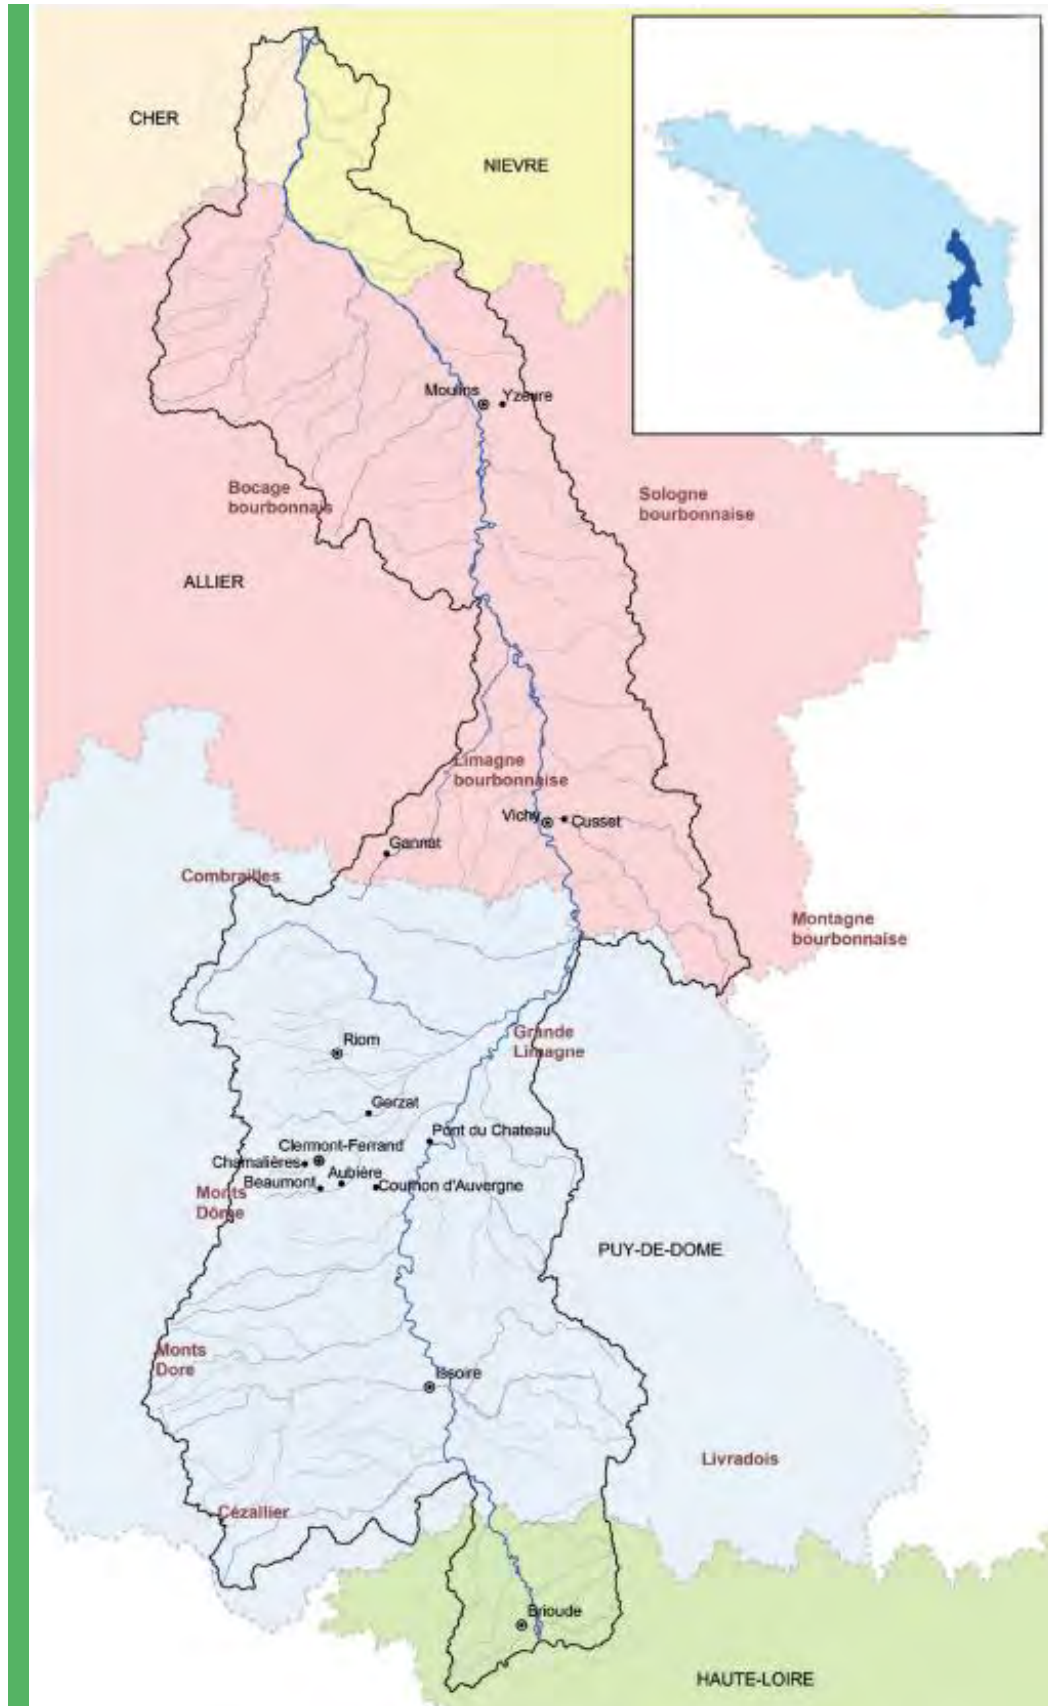 CHER
NIEVRE
Moulins
Yzeure
Bocage
bourbonnais
Sologne
bourbonnaise
ALLIER
Limagne
bourbonnaise
Vichy
Cusset
Gannat
Combrailles
Montagne
bourbonnaise
Grande
Limagne
Riom
Gerzat
Pont du Chateau
Clermont-Ferrand
Chamalières
Aubière
Beaumont
Cournon d'Auvergne
Monts
Dôme
PUY-DE-DOME
Monts
Dore
Issoire
Livradois
Cézallier
Brioude
HAUTE-LOIRE